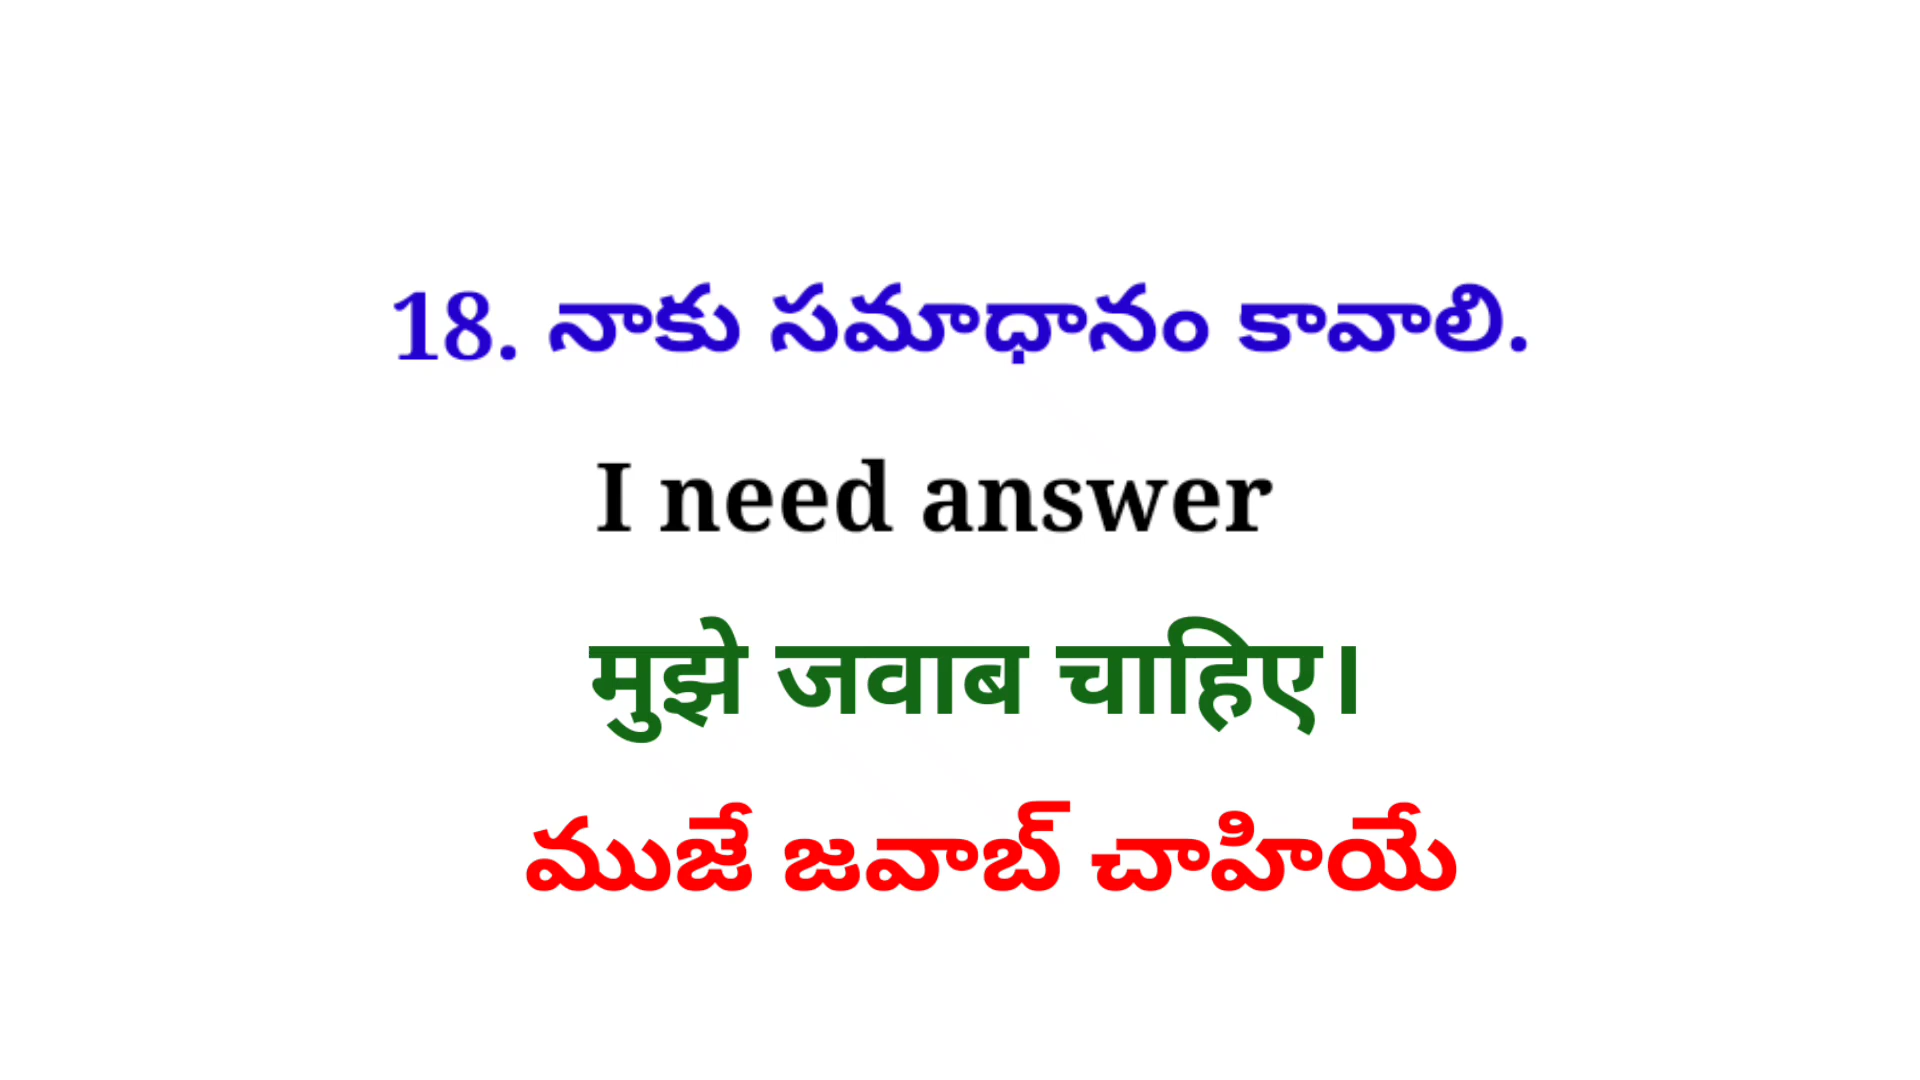 18. నాకు సమాధానం కావాలి.
I need answer
मुझे जवाब चाहिए।
ముజే జవాబ్ చాహియే